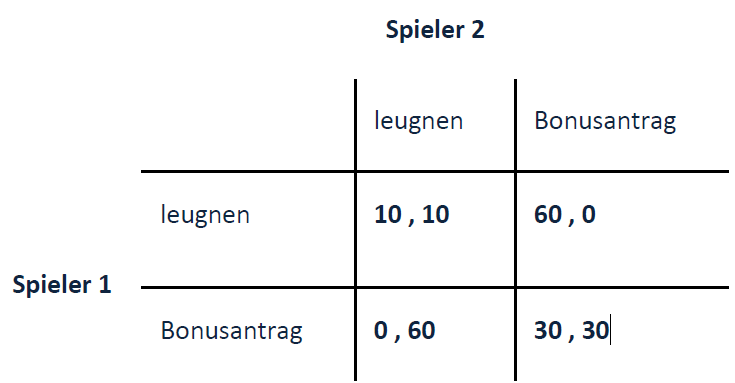 Spieler 2
leugnen Bonusantrag
leugnen 10 , 10 60 , 0
Spieler 1
Bonusantrag 0 , 60 30 , 30